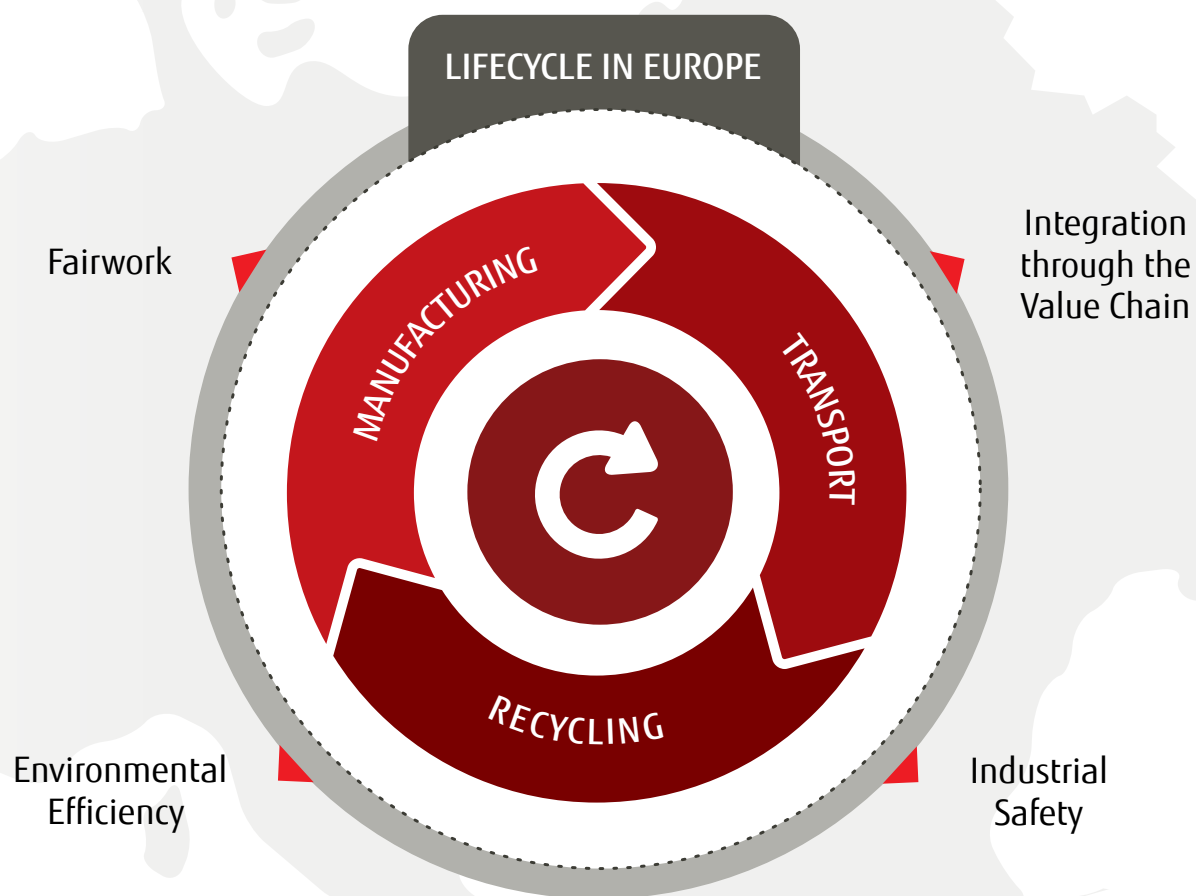 LIFECYCLE IN EUROPE
Fairwork
Integration
through the
Value Chain
MANUFACTURING
TRANSPORT
RECYCLING
Environmental
Efficiency
Industrial
Safety